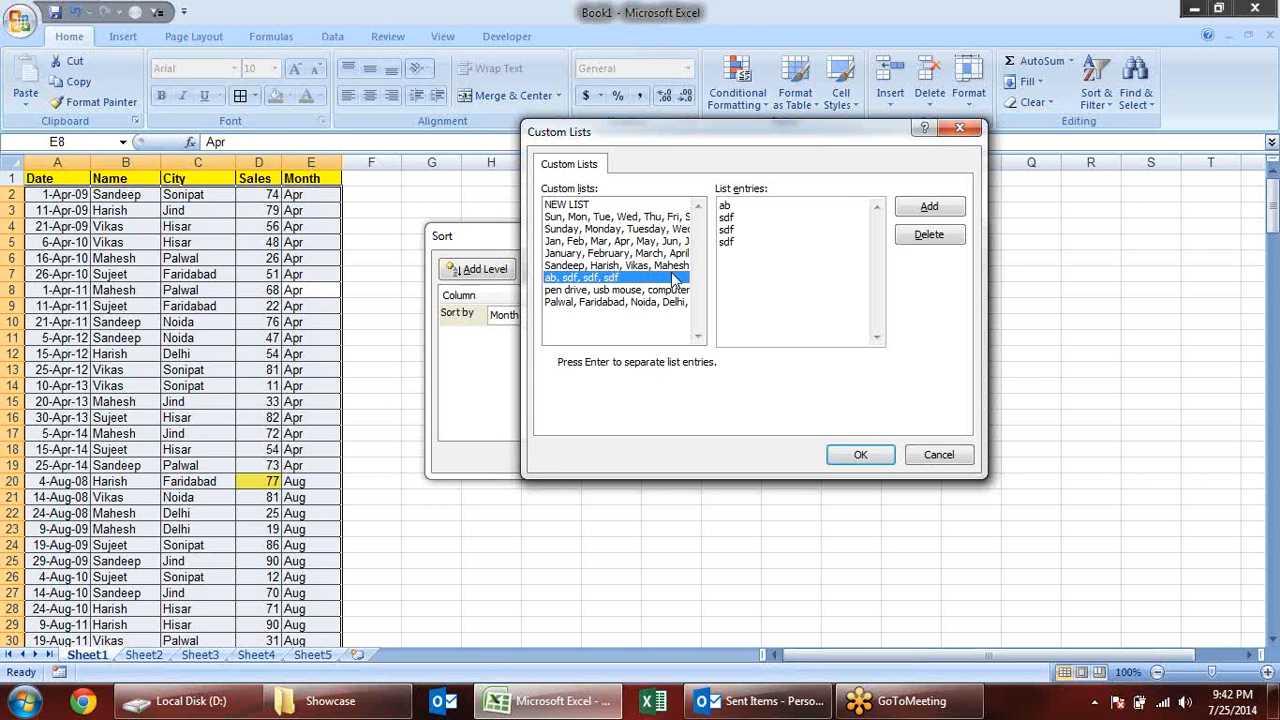 Book1 - Microsoft Excel
Home Insert Page Layout Formulas Data Review View Developer
Paste
Cut
Copy
Format Painter
Clipboard
Arial 10
B I U
Font
Wrap Text
Merge & Center
Alignment
General
$ % , .00
Number
Conditional Formatting
Format as Table
Cell Styles
Styles
Insert
Delete
Format
Cells
AutoSum
Fill
Clear
Sort & Filter
Find & Select
Editing
E8 Apr
A B C D E F G H Q R S T
1 Date Name City Sales Month
2 1-Apr-09 Sandeep Sonipat 74 Apr
3 11-Apr-09 Harish Jind 79 Apr
4 21-Apr-09 Vikas Hisar 56 Apr
5 6-Apr-10 Vikas Hisar 48 Apr
6 16-Apr-10 Mahesh Palwal 26 Apr
7 26-Apr-10 Sujeet Faridabad 51 Apr
8 1-Apr-11 Mahesh Palwal 68 Apr
9 11-Apr-11 Sujeet Faridabad 22 Apr
10 21-Apr-11 Sandeep Noida 76 Apr
11 5-Apr-12 Sandeep Noida 47 Apr
12 15-Apr-12 Harish Delhi 54 Apr
13 25-Apr-12 Vikas Sonipat 81 Apr
14 10-Apr-13 Vikas Sonipat 11 Apr
15 20-Apr-13 Mahesh Jind 33 Apr
16 30-Apr-13 Sujeet Hisar 82 Apr
17 5-Apr-14 Mahesh Jind 72 Apr
18 15-Apr-14 Sujeet Hisar 54 Apr
19 25-Apr-14 Sandeep Palwal 73 Apr
20 4-Aug-08 Harish Faridabad 77 Aug
21 14-Aug-08 Vikas Noida 81 Aug
22 24-Aug-08 Mahesh Delhi 25 Aug
23 9-Aug-09 Mahesh Delhi 19 Aug
24 19-Aug-09 Sujeet Sonipat 86 Aug
25 29-Aug-09 Sandeep Jind 90 Aug
26 4-Aug-10 Sujeet Sonipat 12 Aug
27 14-Aug-10 Sandeep Jind 70 Aug
28 24-Aug-10 Harish Hisar 71 Aug
29 9-Aug-11 Harish Hisar 90 Aug
30 19-Aug-11 Vikas Palwal 31 Aug
Sort
Add Level
Column
Sort by Month
Custom Lists
Custom Lists
Custom lists:
NEW LIST
Sun, Mon, Tue, Wed, Thu, Fri, S
Sunday, Monday, Tuesday, Wed
Jan, Feb, Mar, Apr, May, Jun, J
January, February, March, April
Sandeep, Harish, Vikas, Mahesh
ab, sdf, sdf, sdf
pen drive, usb mouse, computer
Palwal, Faridabad, Noida, Delhi,
List entries:
ab
sdf
sdf
sdf
Add
Delete
Press Enter to separate list entries.
OK Cancel
Sheet1 Sheet2 Sheet3 Sheet4 Sheet5
Ready 100%
Local Disk (D:) Showcase Microsoft Excel - ... Sent Items - Perso... GoToMeeting
9:42 PM
7/25/2014